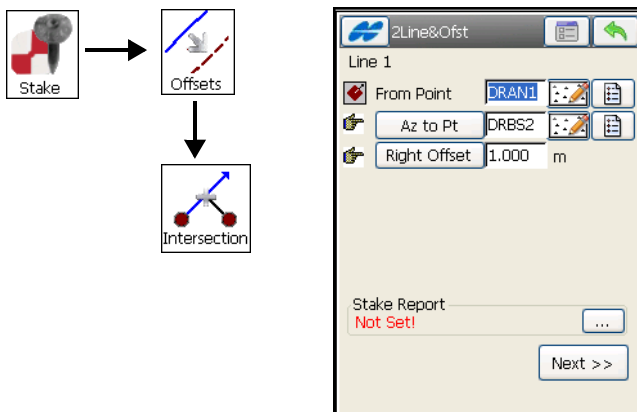 Stake
Offsets
Intersection
2Line&Ofst
Line 1
From Point DRAN1
Az to Pt DRBS2
Right Offset 1.000 m
Stake Report
Not Set!
...
Next >>